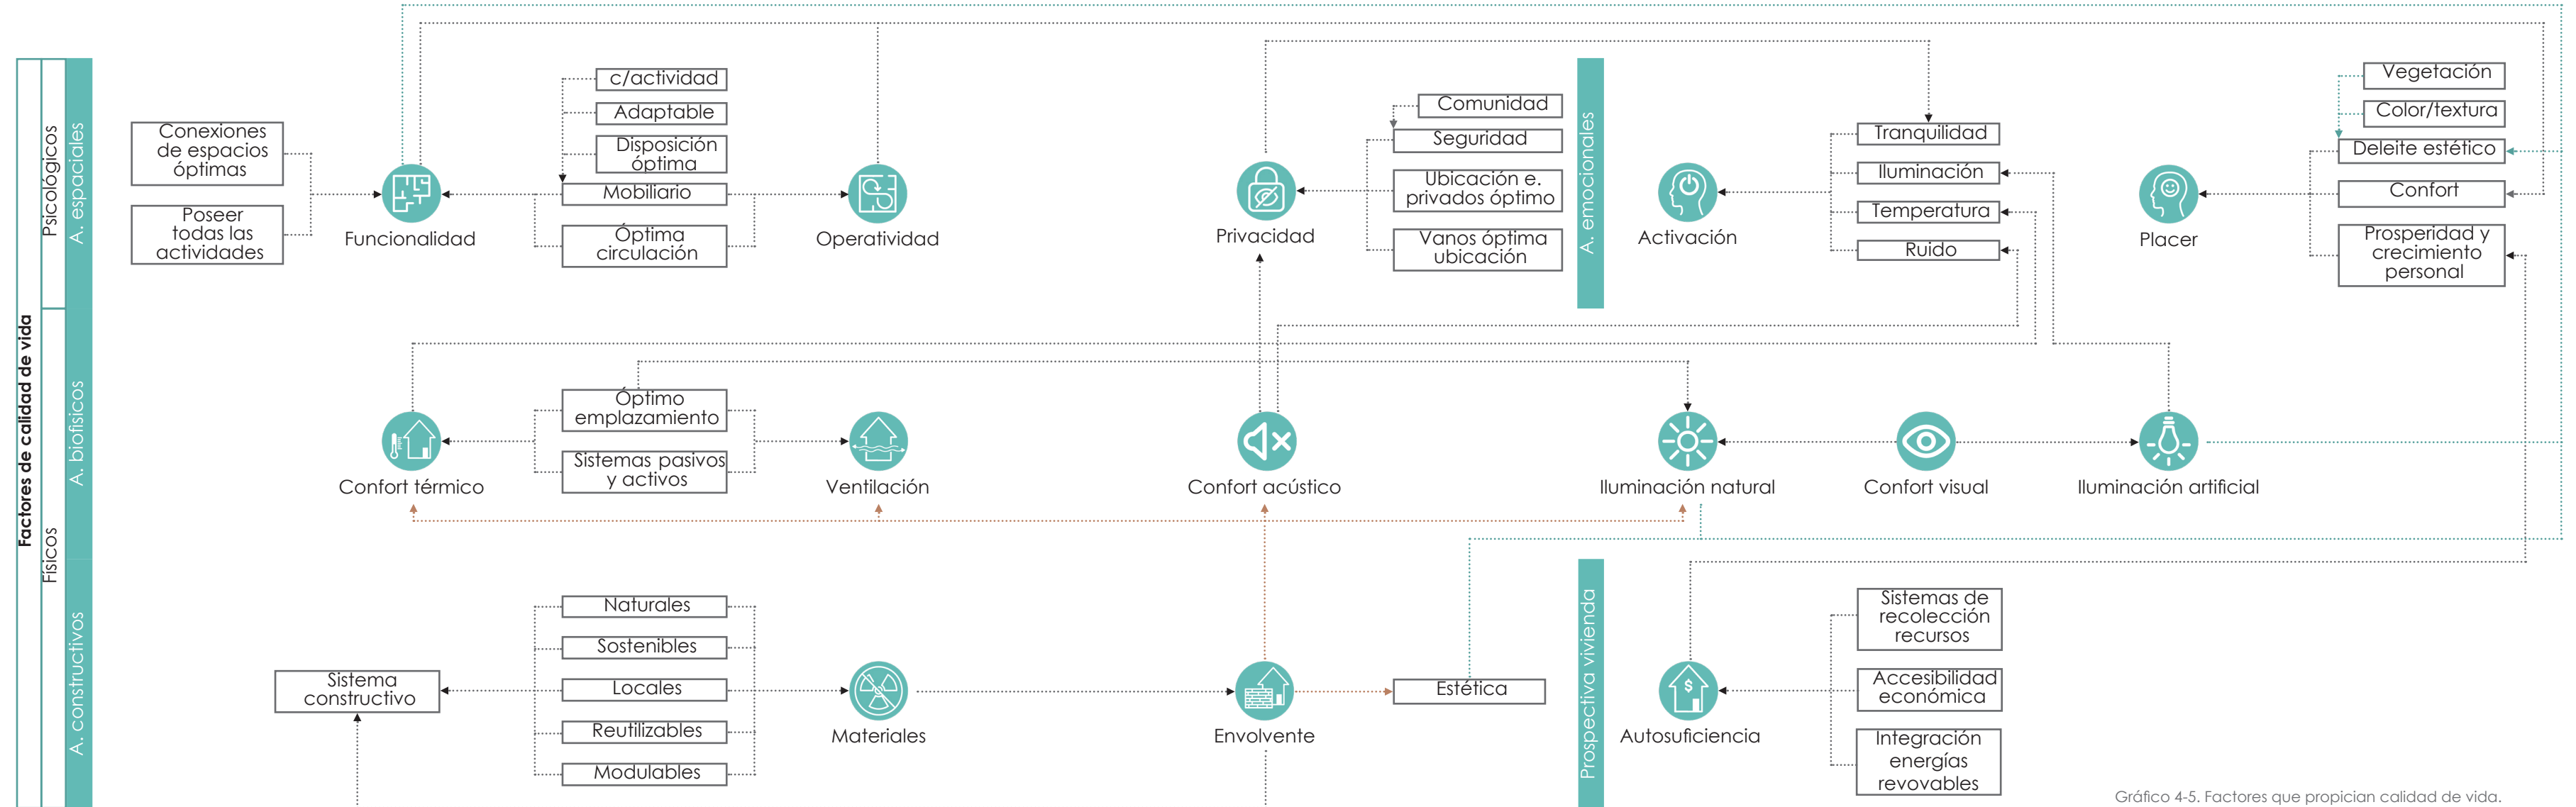 Factores de calidad de vida
Psicológicos
Físicos
A. espaciales
A. biofisicos
A. constructivos
Conexiones
de espacios
óptimas
Poseer
todas las
actividades
Funcionalidad
c/actividad
Adaptable
Disposición
óptima
Mobiliario
Óptima
circulación
Operatividad
Privacidad
Comunidad
Seguridad
Ubicación e.
privados óptimo
Vanos óptima
ubicación
A. emocionales
Activación
Tranquilidad
Iluminación
Temperatura
Ruido
Placer
Vegetación
Color/textura
Deleite estético
Confort
Prosperidad y
crecimiento
personal
Confort térmico
Óptimo
emplazamiento
Sistemas pasivos
y activos
Ventilación
Confort acústico
Iluminación natural
Confort visual
Iluminación artificial
Sistema
constructivo
Naturales
Sostenibles
Locales
Reutilizables
Modulables
Materiales
Envolvente
Estética
Prospectiva vivienda
$
Autosuficiencia
Sistemas de
recolección
recursos
Accesibilidad
económica
Integración
energías
revovables
Gráfico 4-5. Factores que propician calidad de vida.